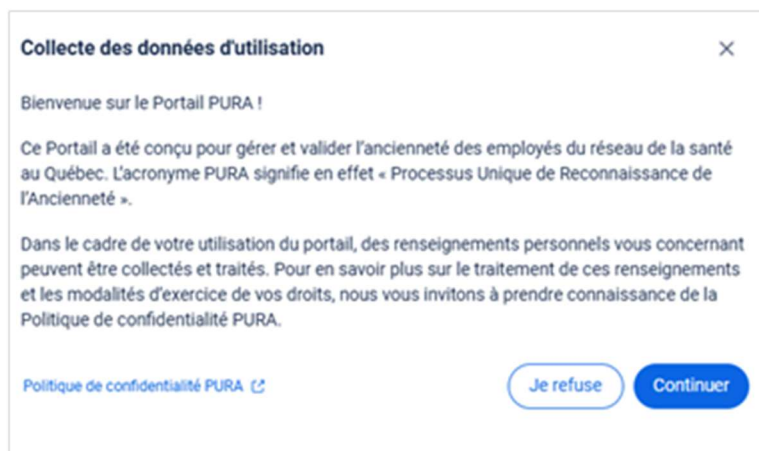 Collecte des données d'utilisation
Bienvenue sur le Portail PURA !
Ce Portail a été conçu pour gérer et valider l'ancienneté des employés du réseau de la santé
au Québec. L'acronyme PURA signifie en effet « Processus Unique de Reconnaissance de
l'Ancienneté ».
Dans le cadre de votre utilisation du portail, des renseignements personnels vous concernant
peuvent être collectés et traités. Pour en savoir plus sur le traitement de ces renseignements
et les modalités d'exercice de vos droits, nous vous invitons à prendre connaissance de la
Politique de confidentialité PURA.
Politique de confidentialité PURA
Je refuse
Continuer